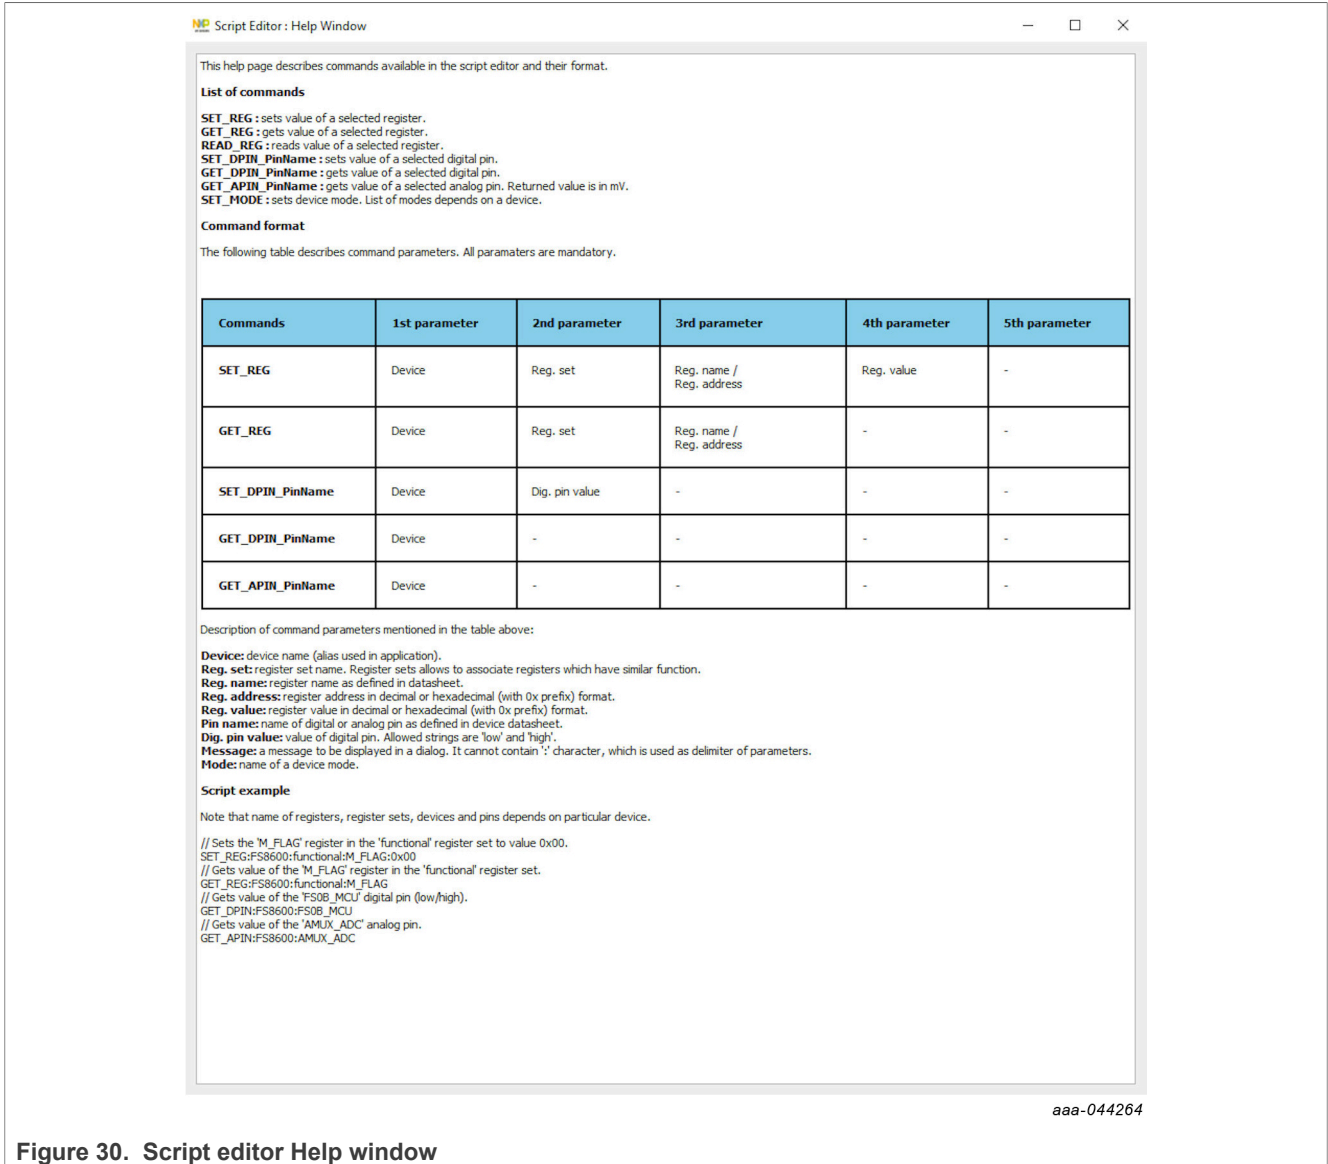 NXP Script Editor : Help Window
This help page describes commands available in the script editor and their format.
List of commands
SET_REG : sets value of a selected register.
GET_REG : gets value of a selected register.
READ_REG : reads value of a selected register.
SET_DPIN_PinName : sets value of a selected digital pin.
GET_DPIN_PinName : gets value of a selected digital pin.
GET_APIN_PinName : gets value of a selected analog pin. Returned value is in mV.
SET_MODE : sets device mode. List of modes depends on a device.
Command format
The following table describes command parameters. All paramaters are mandatory.
Commands 1st parameter 2nd parameter 3rd parameter 4th parameter 5th parameter
SET_REG Device Reg. set Reg. name / Reg. value -
Reg. address
GET_REG Device Reg. set Reg. name / - -
Reg. address
SET_DPIN_PinName Device Dig. pin value - - -
GET_DPIN_PinName Device - - - -
GET_APIN_PinName Device - - - -
Description of command parameters mentioned in the table above:
Device: device name (alias used in application).
Reg. set: register set name. Register sets allows to associate registers which have similar function.
Reg. name: register name as defined in datasheet.
Reg. address: register address in decimal or hexadecimal (with 0x prefix) format.
Reg. value: register value in decimal or hexadecimal (with 0x prefix) format.
Pin name: name of digital or analog pin as defined in device datasheet.
Dig. pin value: value of digital pin. Allowed strings are 'low' and 'high'.
Message: a message to be displayed in a dialog. It cannot contain ':' character, which is used as delimiter of parameters.
Mode: name of a device mode.
Script example
Note that name of registers, register sets, devices and pins depends on particular device.
// Sets the 'M_FLAG' register in the 'functional' register set to value 0x00.
SET_REG:FS8600:functional:M_FLAG:0x00
// Gets value of the 'M_FLAG' register in the 'functional' register set.
GET_REG:FS8600:functional:M_FLAG
// Gets value of the 'FS0B_MCU' digital pin (low/high).
GET_DPIN:FS8600:FS0B_MCU
// Gets value of the 'AMUX_ADC' analog pin.
GET_APIN:FS8600:AMUX_ADC
aaa-044264
Figure 30. Script editor Help window